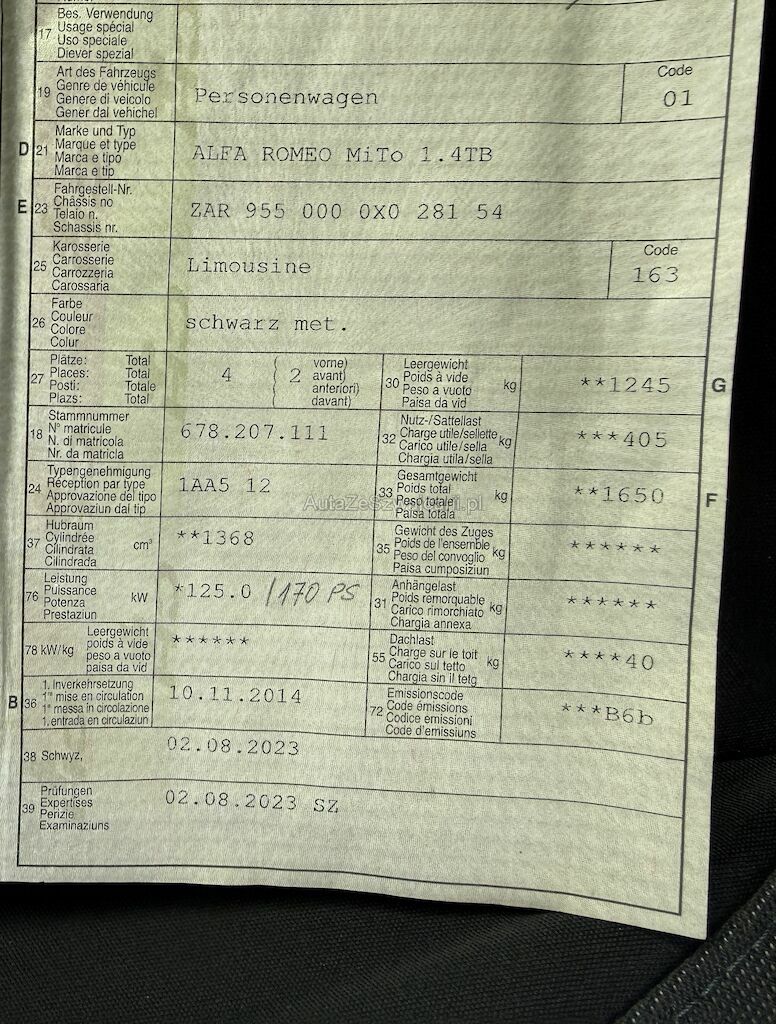 17 Bes. Verwendung
Usage spécial
Uso speciale
Diever spezial
19 Art des Fahrzeugs
Genre de véhicule
Genere di veicolo
Gener dal vehichel
Personenwagen
Code
01
D 21 Marke und Typ
Marque et type
Marca e tipo
Marca e tip
ALFA ROMEO MiTo 1.4TB
E 23 Fahrgestell-Nr.
Châssis no
Telaio n.
Schassis nr.
ZAR 955 000 0X0 281 54
25 Karosserie
Carrosserie
Carrozzeria
Carossaria
Limousine
Code
163
26 Farbe
Couleur
Colore
Colur
schwarz met.
27 Plätze: Total
Places: Total
Posti: Totale
Plazs: Total
4 ( 2 vorne)
avant)
anteriori)
davant)
30 Leergewicht
Poids à vide
Peso a vuoto
Paisa da vid
kg
**1245
G
18 Stammnummer
N° matricule
N. di matricola
Nr. da matricla
678.207.111
32 Nutz-/Sattellast
Charge utile/sellette
Carico utile/sella
Chargia utila/sella
kg
***405
24 Typengenehmigung
Réception par type
Approvazione del tipo
Approvaziun dal tip
1AA5 12
33 Gesamtgewicht
Poids total
Peso totale
Paisa totala
kg
**1650
F
AutaZeSzwajcarii.pl
37 Hubraum
Cylindrée
Cilindrata
Cilindrada
cm³
**1368
35 Gewicht des Zuges
Poids de l'ensemble
Peso del convoglio
Paisa cumposiziun
kg
******
76 Leistung
Puissance
Potenza
Prestaziun
kW
*125.0 /170 PS
31 Anhängelast
Poids remorquable
Carico rimorchiato
Chargia annexa
kg
******
78 kW/kg Leergewicht
poids à vide
peso a vuoto
paisa da vid
******
55 Dachlast
Charge sur le toit
Carico sul tetto
Chargia sin il tetg
kg
****40
B 36 1. Inverkehrsetzung
1re mise en circulation
1a messa in circolazione
1. entrada en circulaziun
10.11.2014
72 Emissionscode
Code émissions
Codice emissioni
Code d'emissiuns
***B6b
38 Schwyz,
02.08.2023
39 Prüfungen
Expertises
Perizie
Examinaziuns
02.08.2023 SZ